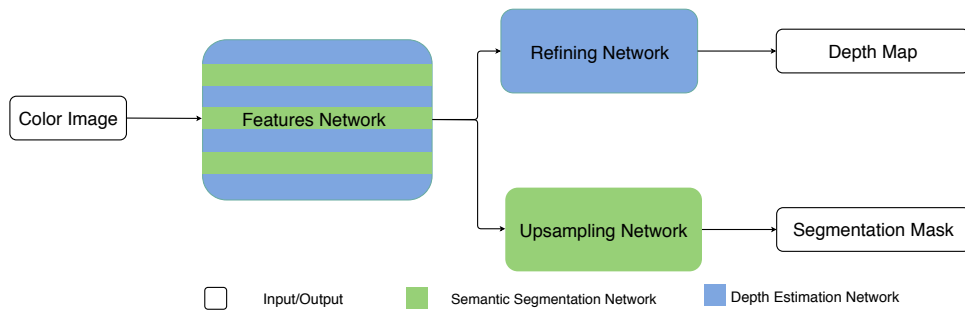 Refining Network
Depth Map
Color Image
Features Network
Upsampling Network
Segmentation Mask
Input/Output
Semantic Segmentation Network
Depth Estimation Network